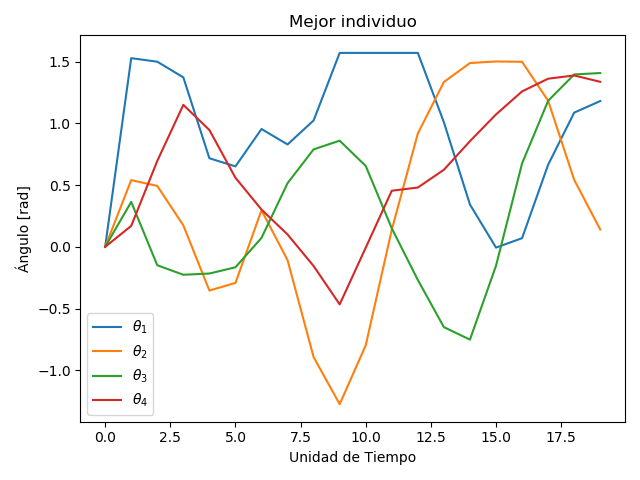 Mejor individuo
Ángulo [rad]
1.5
1.0
0.5
0.0
−0.5
−1.0
θ1
θ2
θ3
θ4
0.0 2.5 5.0 7.5 10.0 12.5 15.0 17.5
Unidad de Tiempo